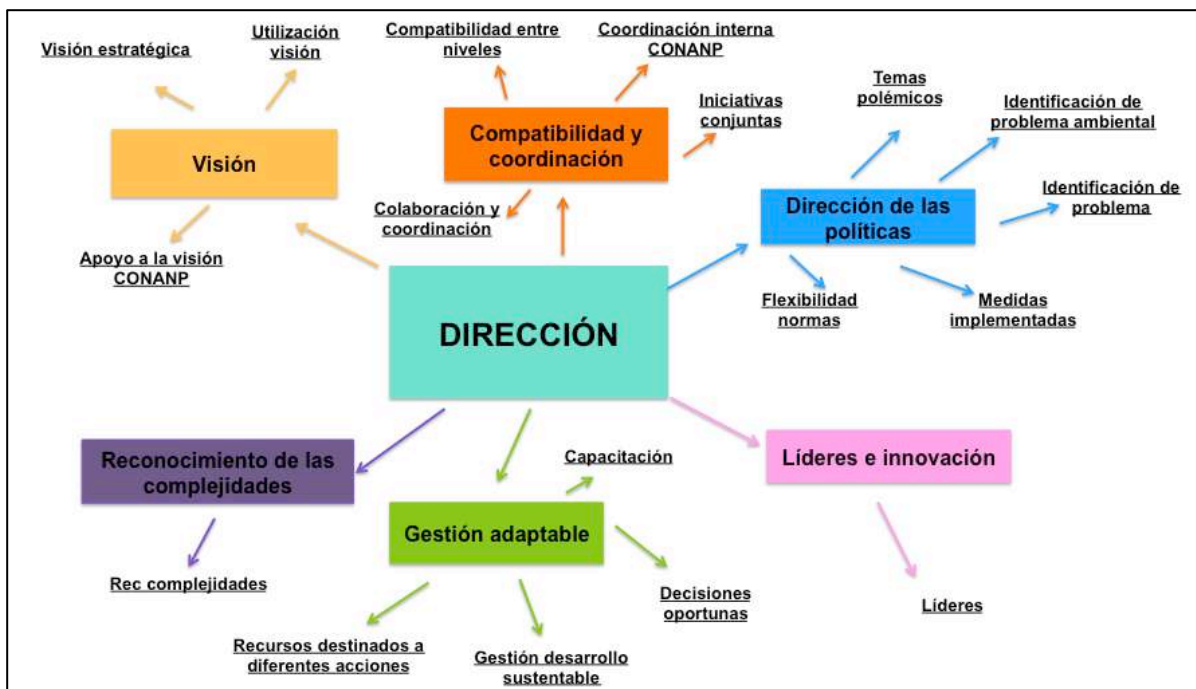 Visión estratégica
Utilización
visión
Visión
Apoyo a la visión
CONANP
Compatibilidad entre
niveles
Coordinación interna
CONANP
Iniciativas
conjuntas
Compatibilidad y
coordinación
Colaboración y
coordinación
Temas
polémicos
Identificación de
problema ambiental
Identificación de
problema
Dirección de las
políticas
Flexibilidad
normas
Medidas
implementadas
DIRECCIÓN
Reconocimiento de las
complejidades
Rec complejidades
Capacitación
Gestión adaptable
Decisiones
oportunas
Recursos destinados a
diferentes acciones
Gestión desarrollo
sustentable
Líderes e innovación
Líderes